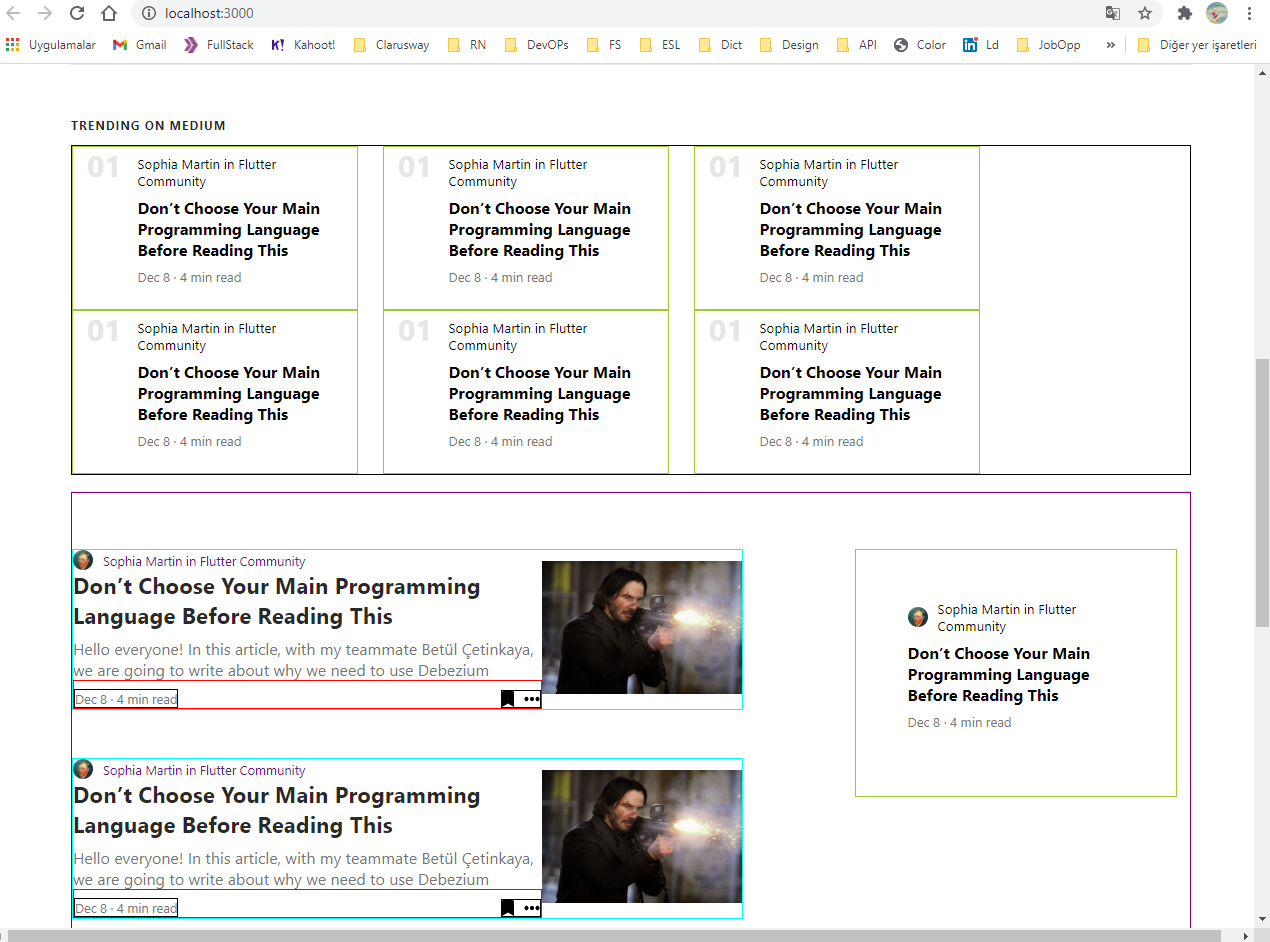 localhost:3000
Uygulamalar Gmail FullStack Kahoot! Clarusway RN DevOPs FS ESL Dict Design API Color Ld JobOpp » Diğer yer işaretleri
TRENDING ON MEDIUM
01 Sophia Martin in Flutter
Community
Don’t Choose Your Main
Programming Language
Before Reading This
Dec 8 · 4 min read
01 Sophia Martin in Flutter
Community
Don’t Choose Your Main
Programming Language
Before Reading This
Dec 8 · 4 min read
01 Sophia Martin in Flutter
Community
Don’t Choose Your Main
Programming Language
Before Reading This
Dec 8 · 4 min read
01 Sophia Martin in Flutter
Community
Don’t Choose Your Main
Programming Language
Before Reading This
Dec 8 · 4 min read
01 Sophia Martin in Flutter
Community
Don’t Choose Your Main
Programming Language
Before Reading This
Dec 8 · 4 min read
01 Sophia Martin in Flutter
Community
Don’t Choose Your Main
Programming Language
Before Reading This
Dec 8 · 4 min read
Sophia Martin in Flutter Community
Don’t Choose Your Main Programming
Language Before Reading This
Hello everyone! In this article, with my teammate Betül Çetinkaya,
we are going to write about why we need to use Debezium
Dec 8 · 4 min read
Sophia Martin in Flutter Community
Don’t Choose Your Main Programming
Language Before Reading This
Hello everyone! In this article, with my teammate Betül Çetinkaya,
we are going to write about why we need to use Debezium
Dec 8 · 4 min read
Sophia Martin in Flutter
Community
Don’t Choose Your Main
Programming Language
Before Reading This
Dec 8 · 4 min read